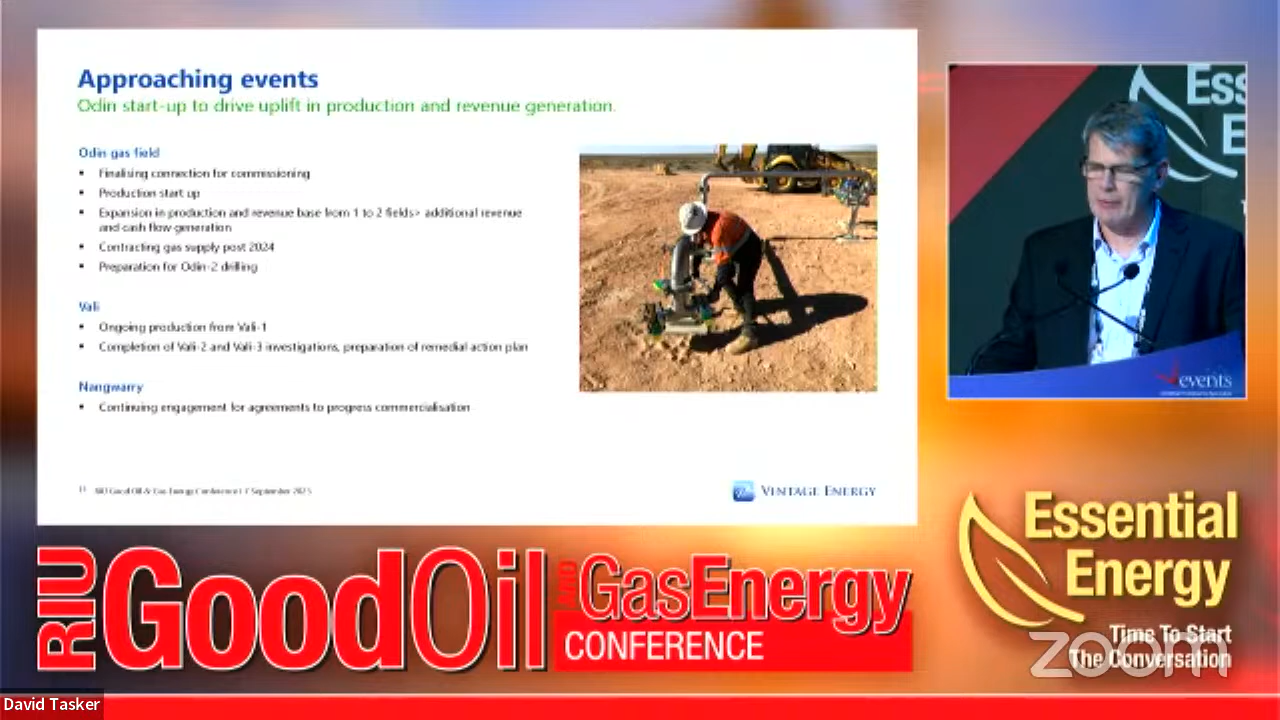 Approaching events
Odin start-up to drive uplift in production and revenue generation.
Odin gas field
▪ Finalising connection for commissioning
▪ Production start up
▪ Expansion in production and revenue base from 1 to 2 fields> additional revenue
and cash flow generation
▪ Contracting gas supply post 2024
▪ Preparation for Odin-2 drilling
Vali
▪ Ongoing production from Vali-1
▪ Completion of Vali-2 and Vali-3 investigations, preparation of remedial action plan
Nangwarry
▪ Continuing engagement for agreements to progress commercialisation
RIU Good Oil & Gas Energy Conference I 7 September 2023
VINTAGE ENERGY
Ess
E
events
RIU GoodOil AND GasEnergy
CONFERENCE
Essential
Energy
Time To Start
The Conversation
zoom
David Tasker